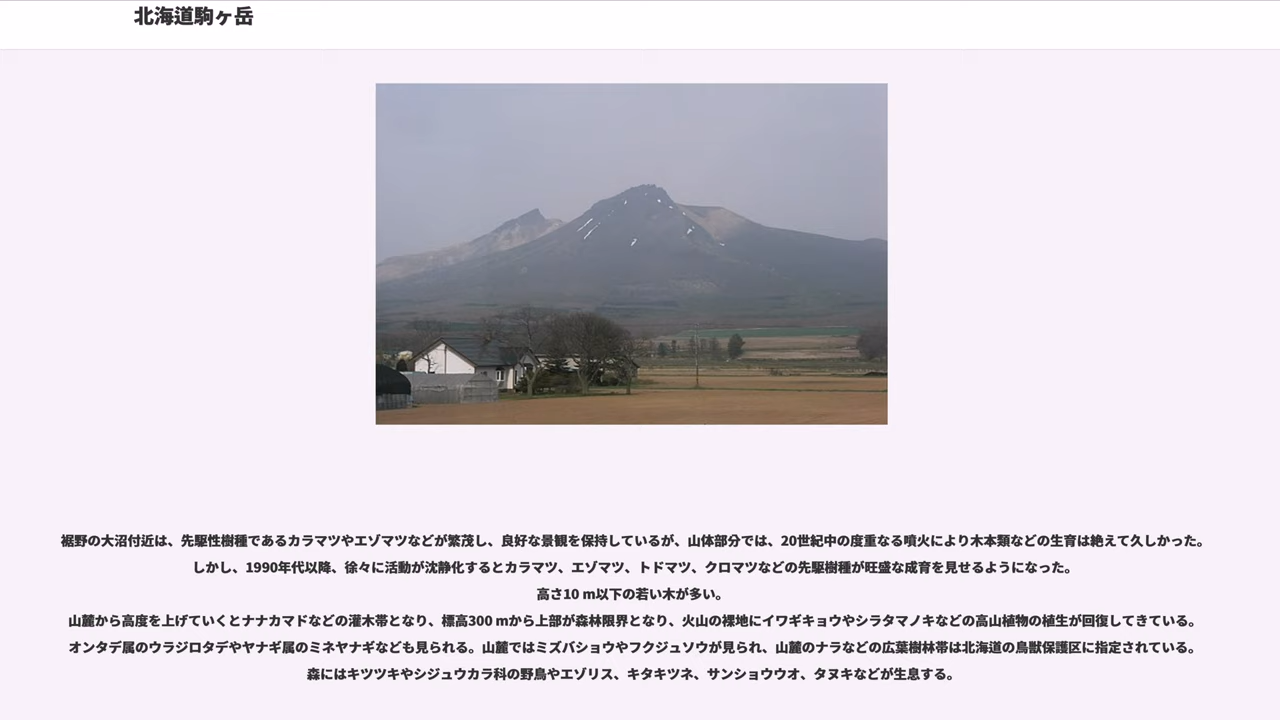 北海道駒ヶ岳
裾野の大沼付近は、先駆性樹種であるカラマツやエゾマツなどが繁茂し、良好な景観を保持しているが、山体部分では、20世紀中の度重なる噴火により木本類などの生育は絶えて久しかった。
しかし、1990年代以降、徐々に活動が沈静化するとカラマツ、エゾマツ、トドマツ、クロマツなどの先駆樹種が旺盛な成育を見せるようになった。
高さ10 m以下の若い木が多い。
山麓から高度を上げていくとナナカマドなどの灌木帯となり、標高300 mから上部が森林限界となり、火山の裸地にイワギキョウやシラタマノキなどの高山植物の植生が回復してきている。
オンタデ属のウラジロタデやヤナギ属のミネヤナギなども見られる。山麓ではミズバショウやフクジュソウが見られ、山麓のナラなどの広葉樹林帯は北海道の鳥獣保護区に指定されている。
森にはキツツキやシジュウカラ科の野鳥やエゾリス、キタキツネ、サンショウウオ、タヌキなどが生息する。